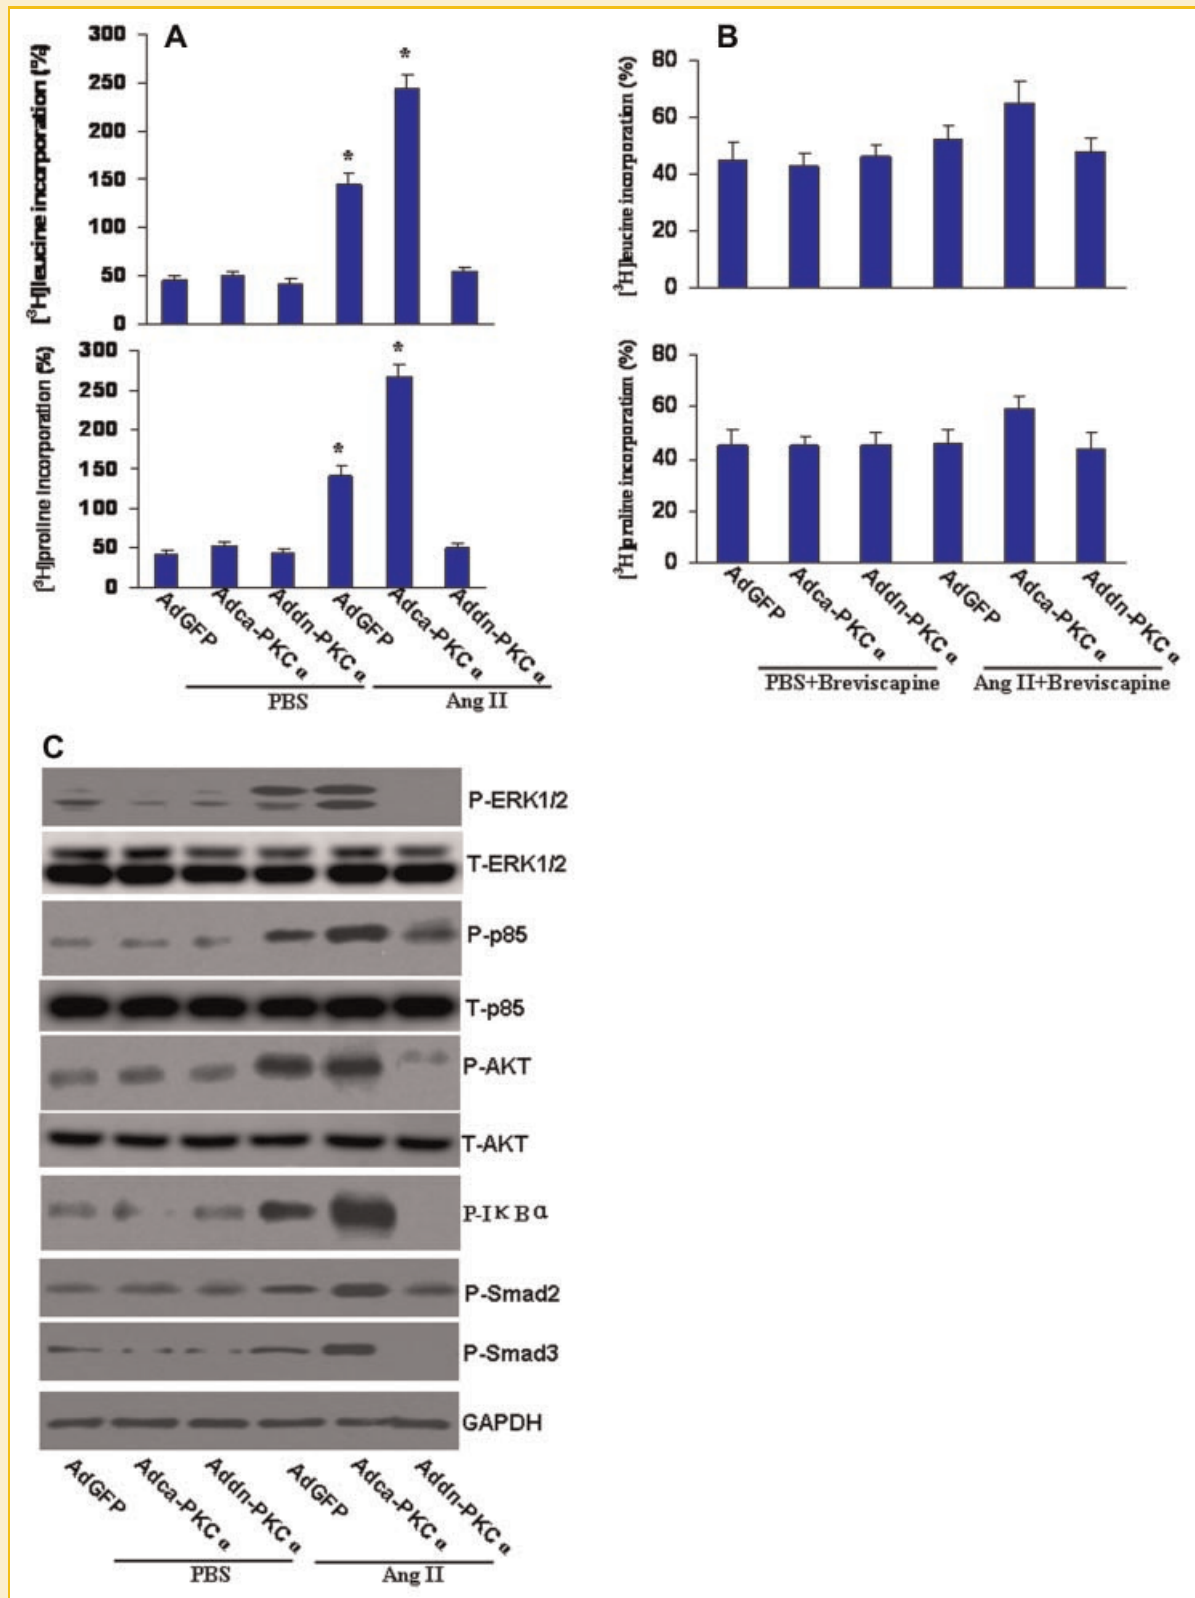 A
[³H]leucine incorporation (%)
300
250
200
150
100
50
0
*
*
[³H]proline incorporation (%)
300
250
200
150
100
50
0
*
*
AdGFP
Adca-PKCα
Addn-PKCα
AdGFP
Adca-PKCα
Addn-PKCα
PBS
Ang II
B
[³H]leucine incorporation (%)
80
60
40
20
0
[³H]proline incorporation (%)
80
60
40
20
0
AdGFP
Adca-PKCα
Addn-PKCα
AdGFP
Adca-PKCα
Addn-PKCα
PBS+Breviscapine
Ang II+Breviscapine
C
P-ERK1/2
T-ERK1/2
P-p85
T-p85
P-AKT
T-AKT
P-IκBα
P-Smad2
P-Smad3
GAPDH
AdGFP
Adca-PKCα
Addn-PKCα
AdGFP
Adca-PKCα
Addn-PKCα
PBS
Ang II